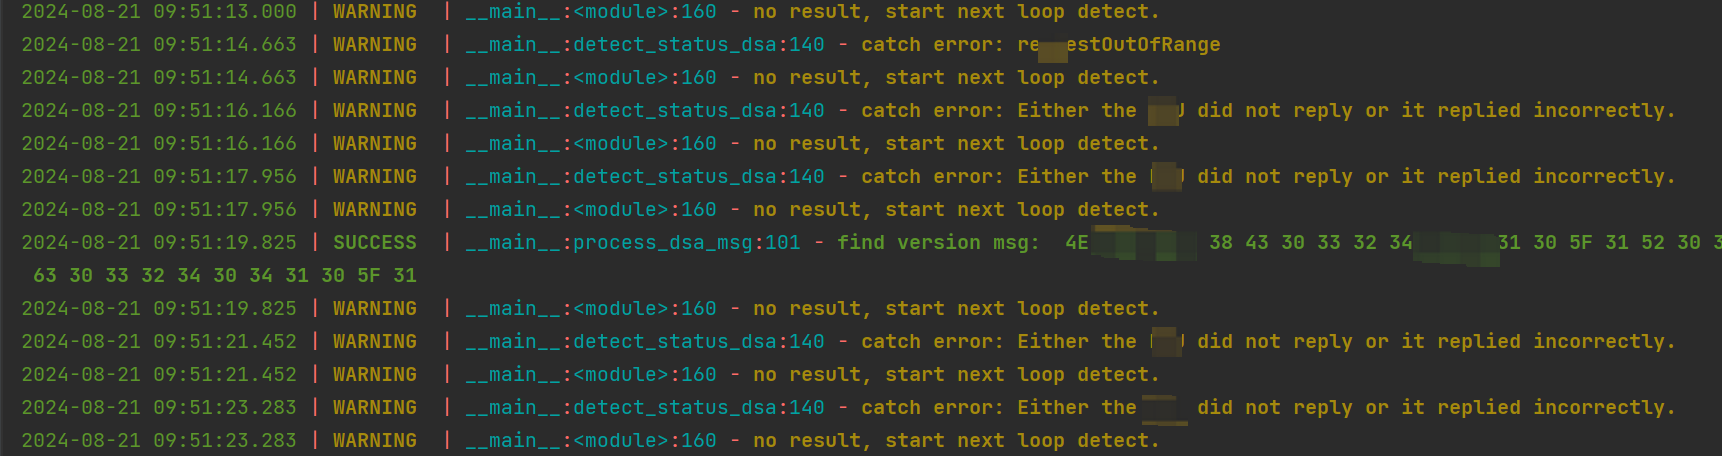 2024-08-21 09:51:13.000 | WARNING  | __main__:<module>:160 - no result, start next loop detect.
2024-08-21 09:51:14.663 | WARNING  | __main__:detect_status_dsa:140 - catch error: re estOutOfRange
2024-08-21 09:51:14.663 | WARNING  | __main__:<module>:160 - no result, start next loop detect.
2024-08-21 09:51:16.166 | WARNING  | __main__:detect_status_dsa:140 - catch error: Either the did not reply or it replied incorrectly.
2024-08-21 09:51:16.166 | WARNING  | __main__:<module>:160 - no result, start next loop detect.
2024-08-21 09:51:17.956 | WARNING  | __main__:detect_status_dsa:140 - catch error: Either the did not reply or it replied incorrectly.
2024-08-21 09:51:17.956 | WARNING  | __main__:<module>:160 - no result, start next loop detect.
2024-08-21 09:51:19.825 | SUCCESS  | __main__:process_dsa_msg:101 - find version msg:  4E 38 43 30 33 32 34 31 30 5F 31 52 30 3
63 30 33 32 34 30 34 31 30 5F 31
2024-08-21 09:51:19.825 | WARNING  | __main__:<module>:160 - no result, start next loop detect.
2024-08-21 09:51:21.452 | WARNING  | __main__:detect_status_dsa:140 - catch error: Either the did not reply or it replied incorrectly.
2024-08-21 09:51:21.452 | WARNING  | __main__:<module>:160 - no result, start next loop detect.
2024-08-21 09:51:23.283 | WARNING  | __main__:detect_status_dsa:140 - catch error: Either the did not reply or it replied incorrectly.
2024-08-21 09:51:23.283 | WARNING  | __main__:<module>:160 - no result, start next loop detect.